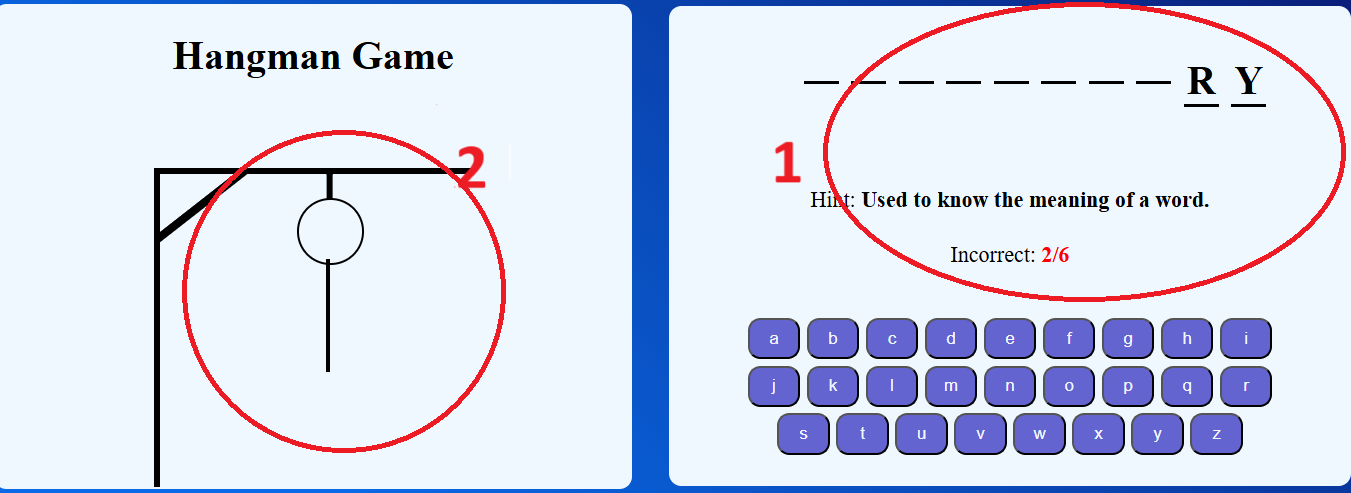 Hangman Game
2
_ _ _ _ _ _ _ _ R Y
1
Hint: Used to know the meaning of a word.
Incorrect: 2/6
a b c d e f g h i
j k l m n o p q r
s t u v w x y z